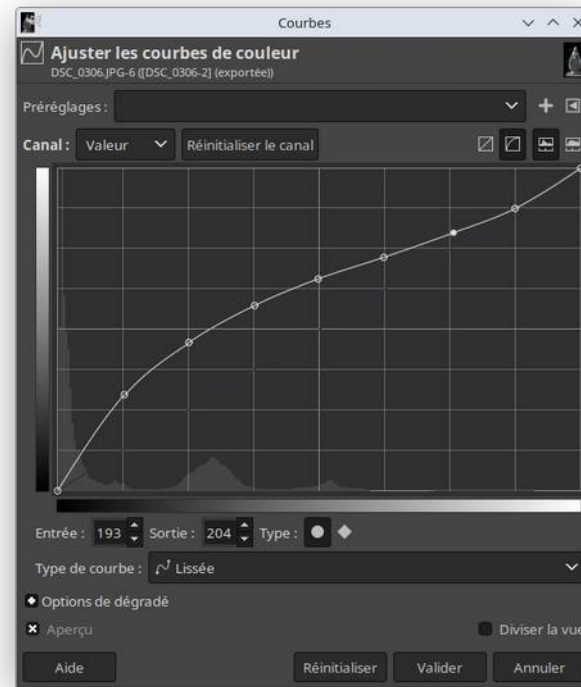 Courbes
Ajuster les courbes de couleur
DSC_0306.JPG-6 ([DSC_0306-2] (exportée))
Préréglages :
Canal : Valeur Réinitialiser le canal
Entrée : 193 Sortie : 204 Type :
Type de courbe : Lissée
Options de dégradé
Aperçu Diviser la vue
Aide Réinitialiser Valider Annuler